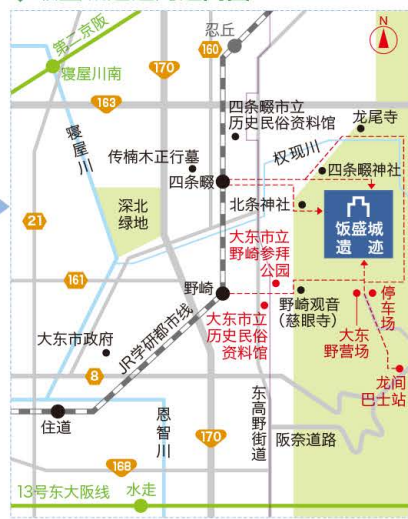 N
忍丘
第二京阪
寝屋川南
160
170
163
四条畷市立
历史民俗资料馆
龙尾寺
寝屋川
权现川
传楠木正行墓
四条畷神社
四条畷
深北
绿地
北条神社
饭盛城
遗迹
21
大东市立
野崎参拜
公园
161
野崎
停车场
野崎观音
(慈眼寺)
大东市立
历史民俗
资料馆
大东
野营场
大东市政府
JR学研都市线
8
龙间
巴士站
住道
恩智川
170
东高野街道
阪奈道路
168
13号东大阪线
水走